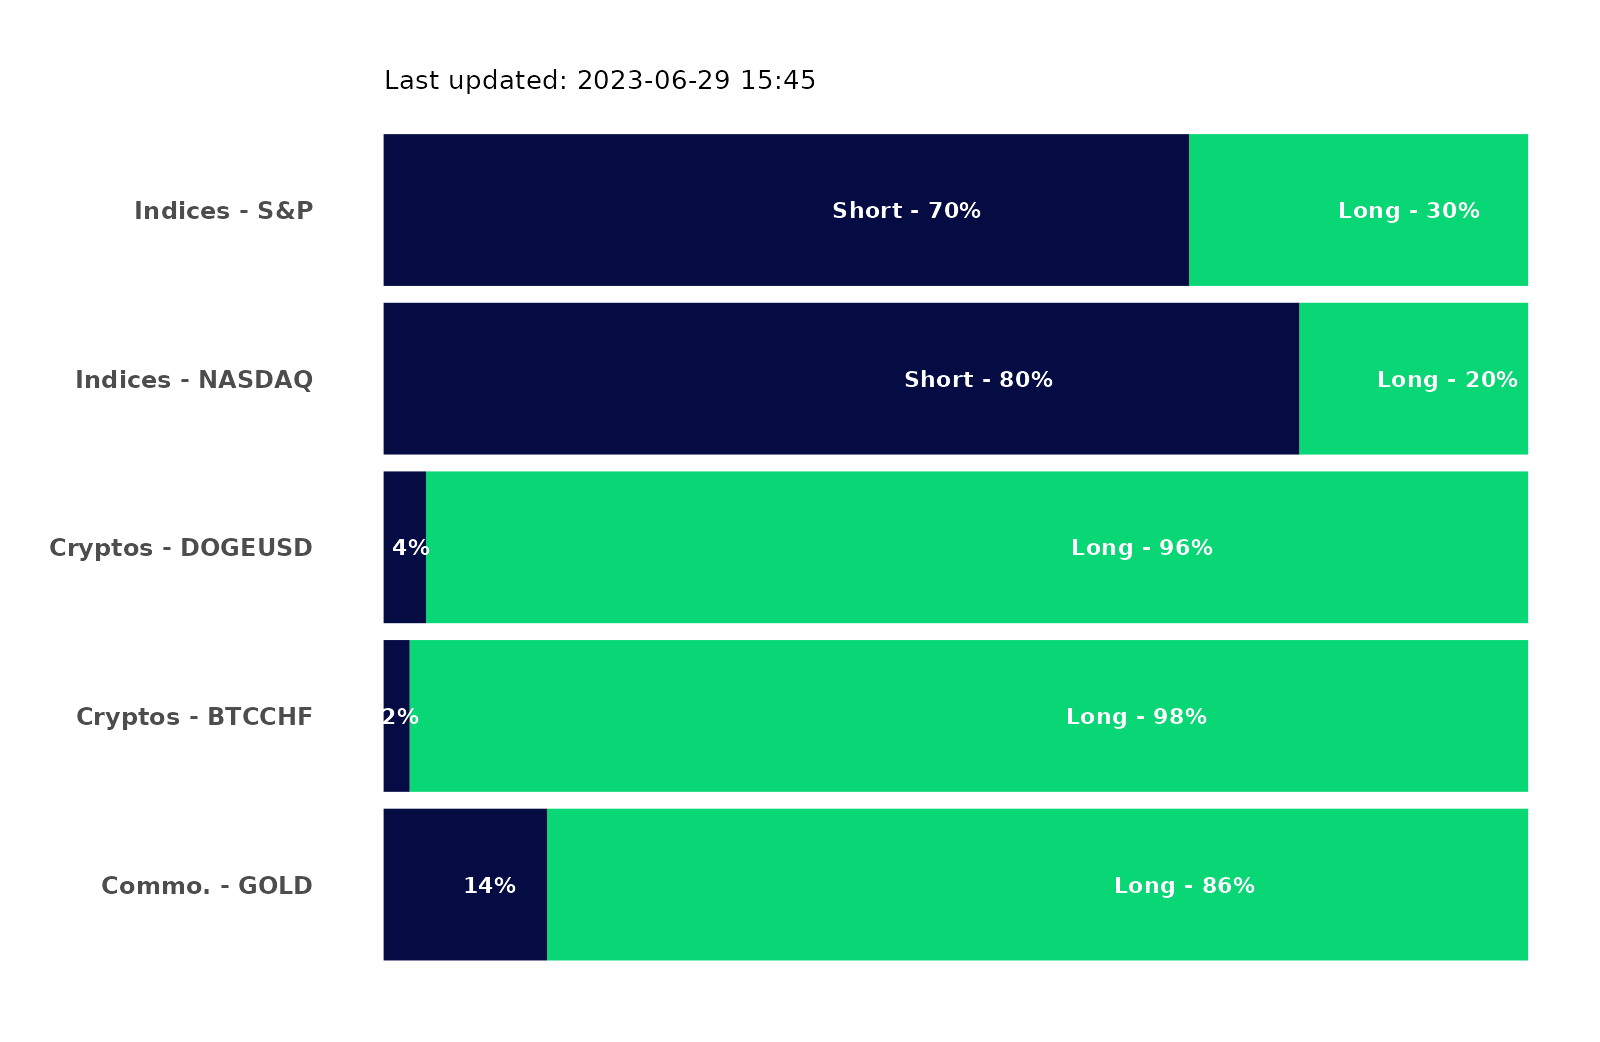 Last updated: 2023-06-29 15:45
Indices - S&P
Short - 70%
Long - 30%
Indices - NASDAQ
Short - 80%
Long - 20%
Cryptos - DOGEUSD
4%
Long - 96%
Cryptos - BTCCHF
2%
Long - 98%
Commo. - GOLD
14%
Long - 86%